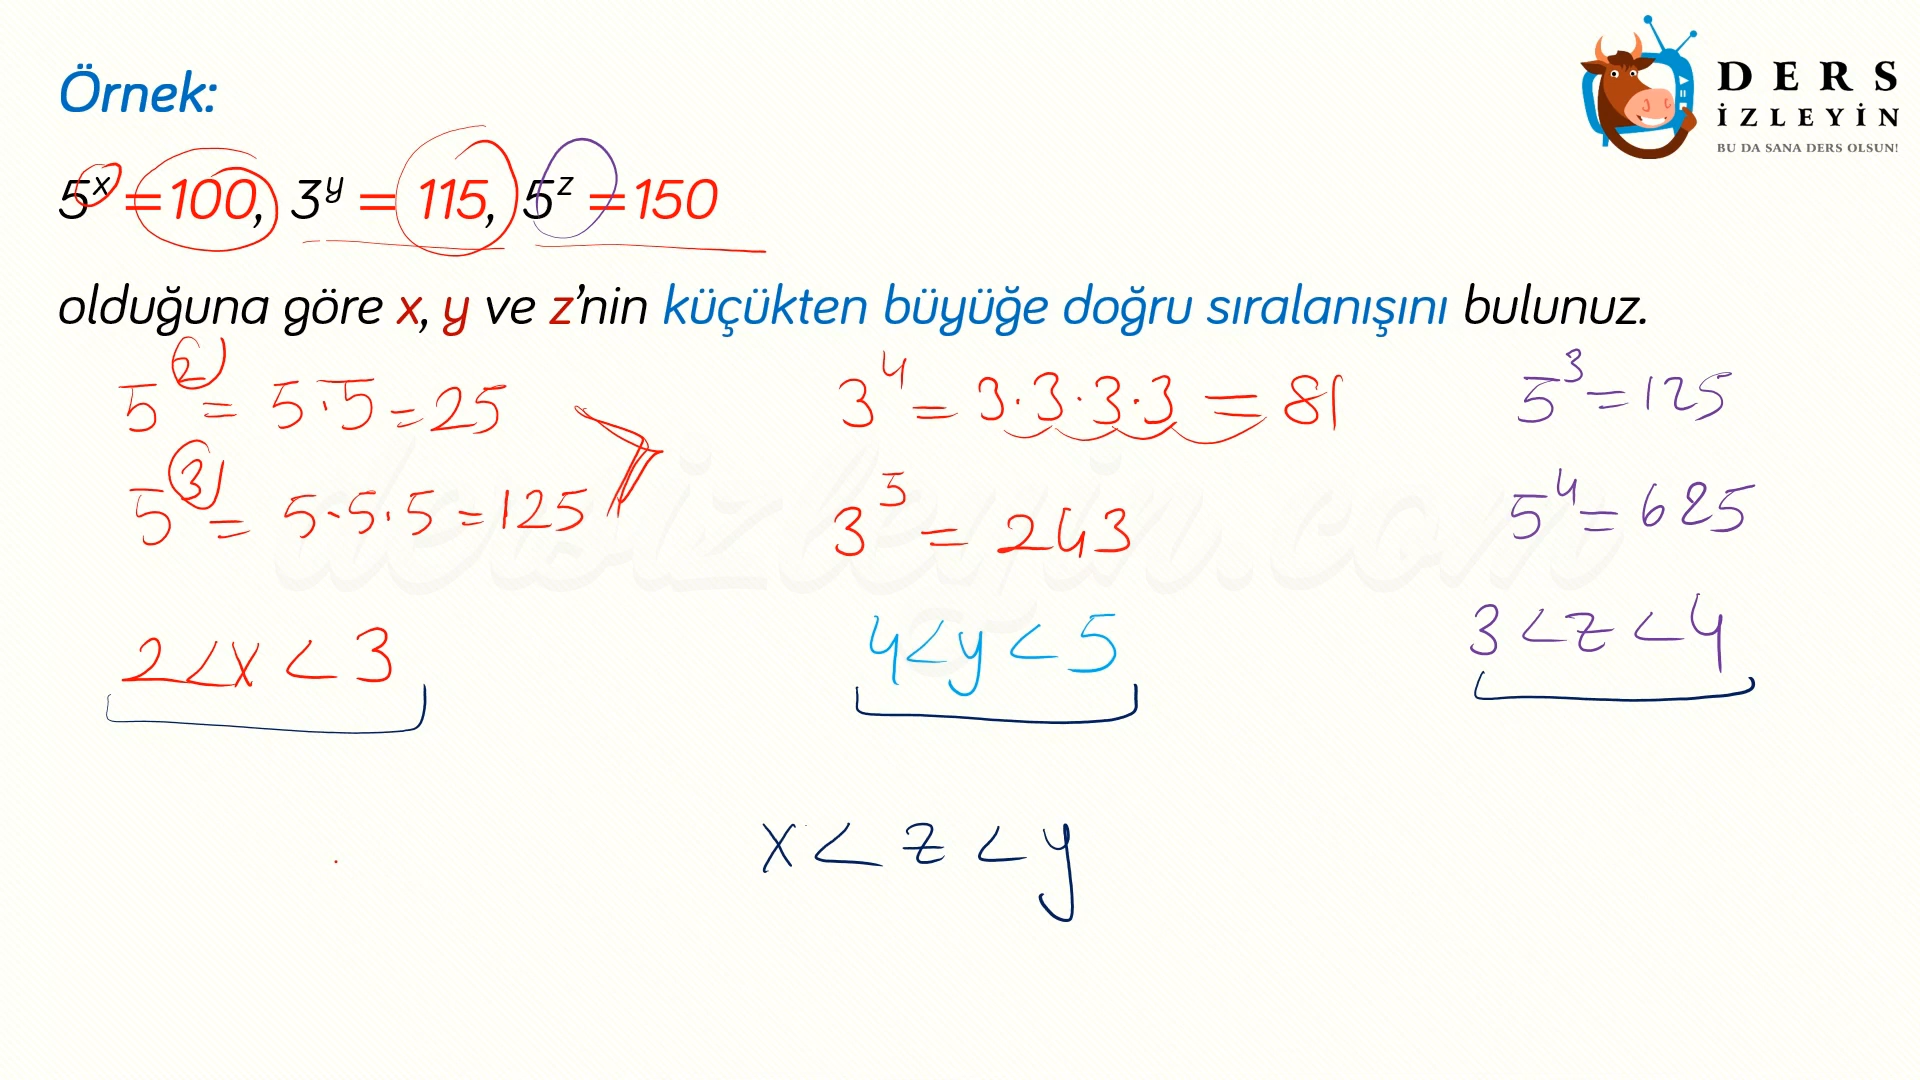 Örnek:
DERS
İZLEYİN
BU DA SANA DERS OLSUN!
5^x = 100, 3^y = 115, 5^z = 150
olduğuna göre x, y ve z'nin küçükten büyüğe doğru sıralanışını bulunuz.
5^2 = 5.5 = 25
5^3 = 5.5.5 = 125
2 < x < 3
3^4 = 3.3.3.3 = 81
3^5 = 243
4 < y < 5
5^3 = 125
5^4 = 625
3 < z < 4
x < z < y
dersizleyin.com